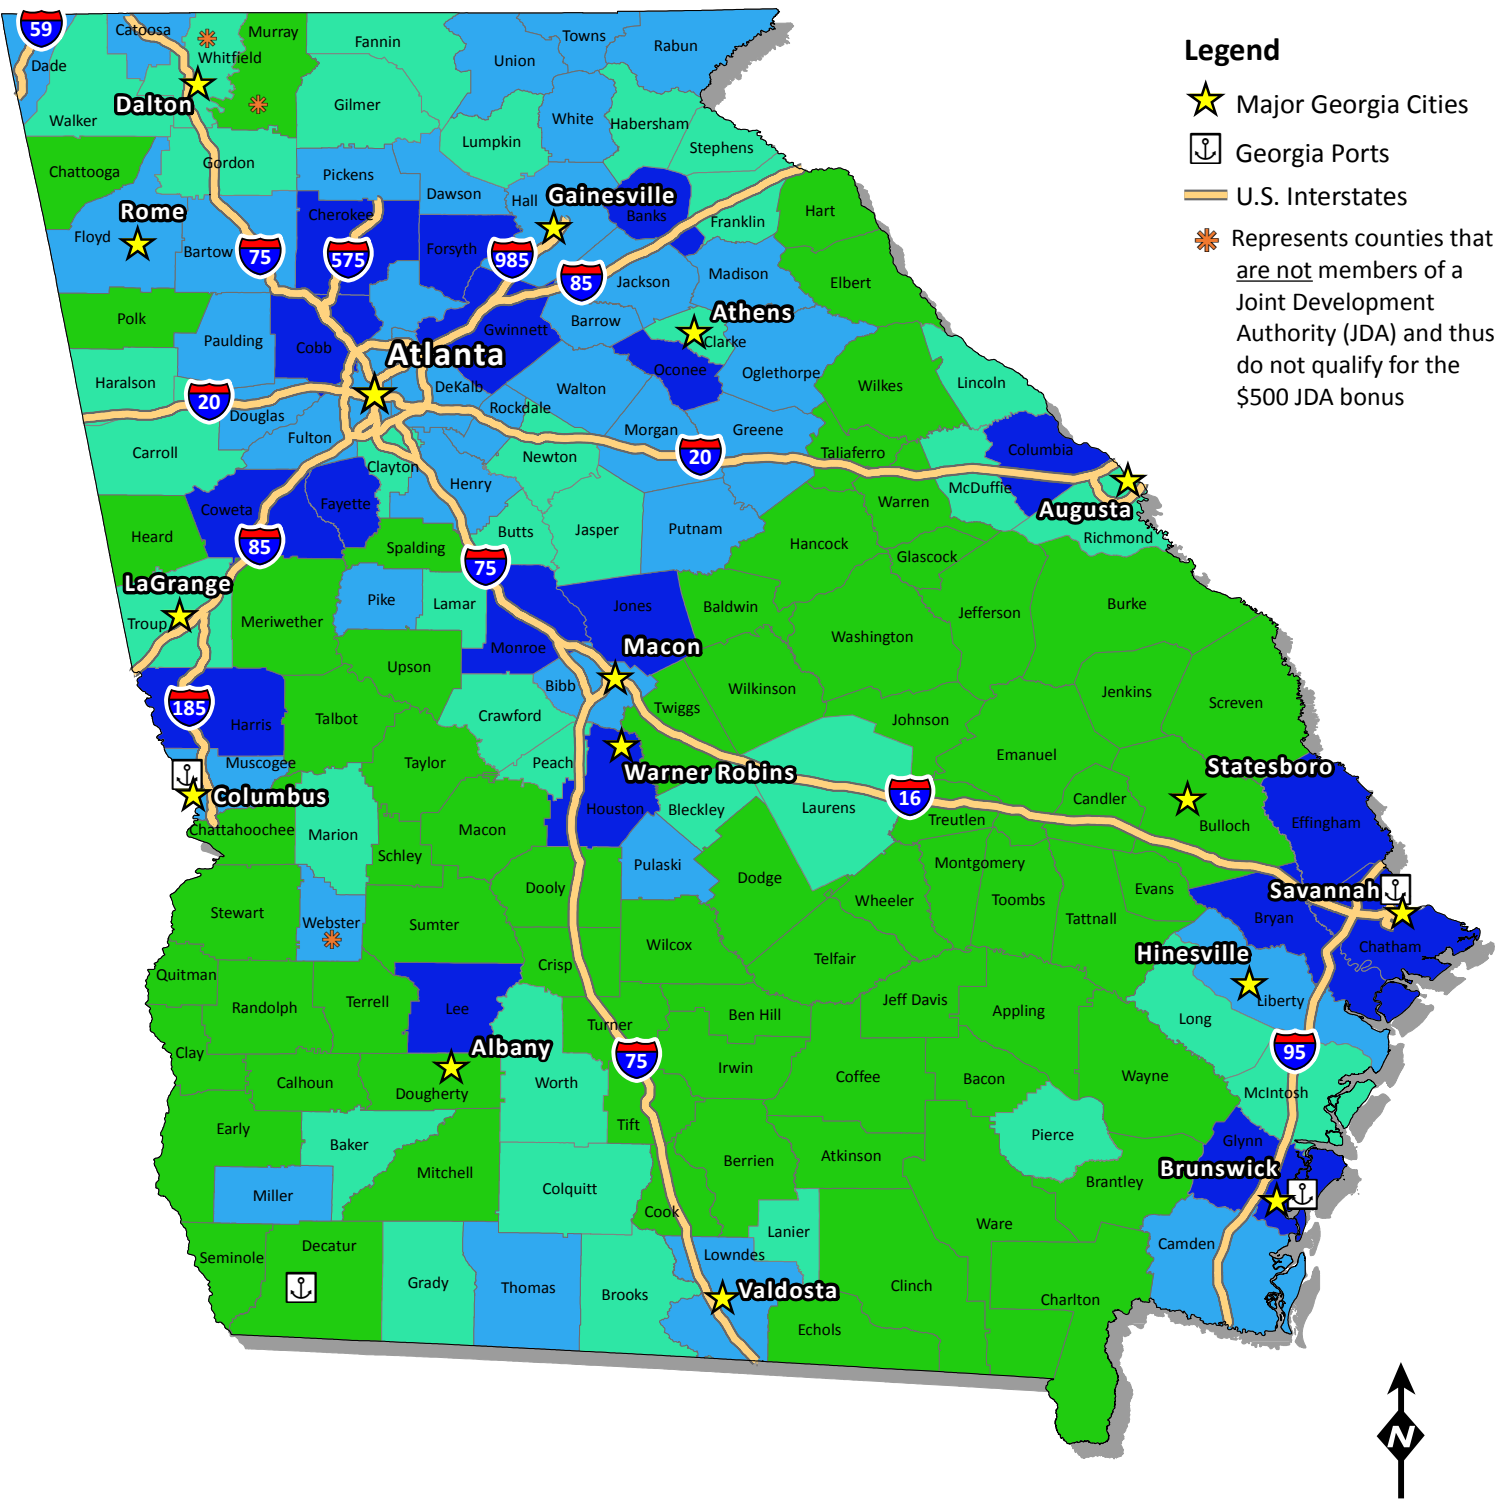 59
Catoosa
Murray
Fannin
Towns
Union
Rabun
Whitfield
Dade
Dalton
Walker
Gilmer
White
Habersham
Lumpkin
Stephens
Chattooga
Gordon
Pickens
Dawson
Hall
Gainesville
Rome
Cherokee
Banks
Franklin
Hart
Floyd
Bartow
75
575
Forsyth
985
85
Jackson
Madison
Elbert
Polk
Paulding
Cobb
Gwinnett
Barrow
Athens
Clarke
Atlanta
Haralson
20
Douglas
DeKalb
Rockdale
Walton
Oconee
Oglethorpe
Wilkes
Lincoln
Carroll
Fulton
Clayton
Henry
Newton
Morgan
20
Greene
Taliaferro
Columbia
Coweta
Fayette
Heard
85
Spalding
75
Butts
Jasper
Putnam
Hancock
Warren
McDuffie
Augusta
Richmond
Glascock
LaGrange
Troup
Meriwether
Pike
Lamar
Monroe
Jones
Baldwin
Washington
Jefferson
Burke
Upson
Macon
Bibb
Twiggs
Wilkinson
Johnson
Jenkins
Screven
185
Harris
Talbot
Crawford
Muscogee
Taylor
Peach
Warner Robins
Emanuel
Statesboro
Columbus
Houston
Bleckley
Laurens
16
Treutlen
Candler
Bulloch
Effingham
Chattahoochee
Marion
Macon
Schley
Pulaski
Dodge
Montgomery
Dooly
Wheeler
Toombs
Tattnall
Evans
Savannah
Bryan
Chatham
Stewart
Webster
Sumter
Wilcox
Telfair
Hinesville
Liberty
Quitman
Randolph
Terrell
Lee
Crisp
Turner
Ben Hill
Jeff Davis
Appling
Long
Clay
Calhoun
Albany
Dougherty
Worth
75
Irwin
Coffee
Bacon
Wayne
95
McIntosh
Early
Baker
Mitchell
Tift
Berrien
Atkinson
Pierce
Brantley
Glynn
Brunswick
Miller
Colquitt
Cook
Lanier
Ware
Camden
Seminole
Decatur
Grady
Thomas
Brooks
Lowndes
Valdosta
Clinch
Echols
Charlton
Legend
Major Georgia Cities
Georgia Ports
U.S. Interstates
Represents counties that
are not members of a
Joint Development
Authority (JDA) and thus
do not qualify for the
$500 JDA bonus
N